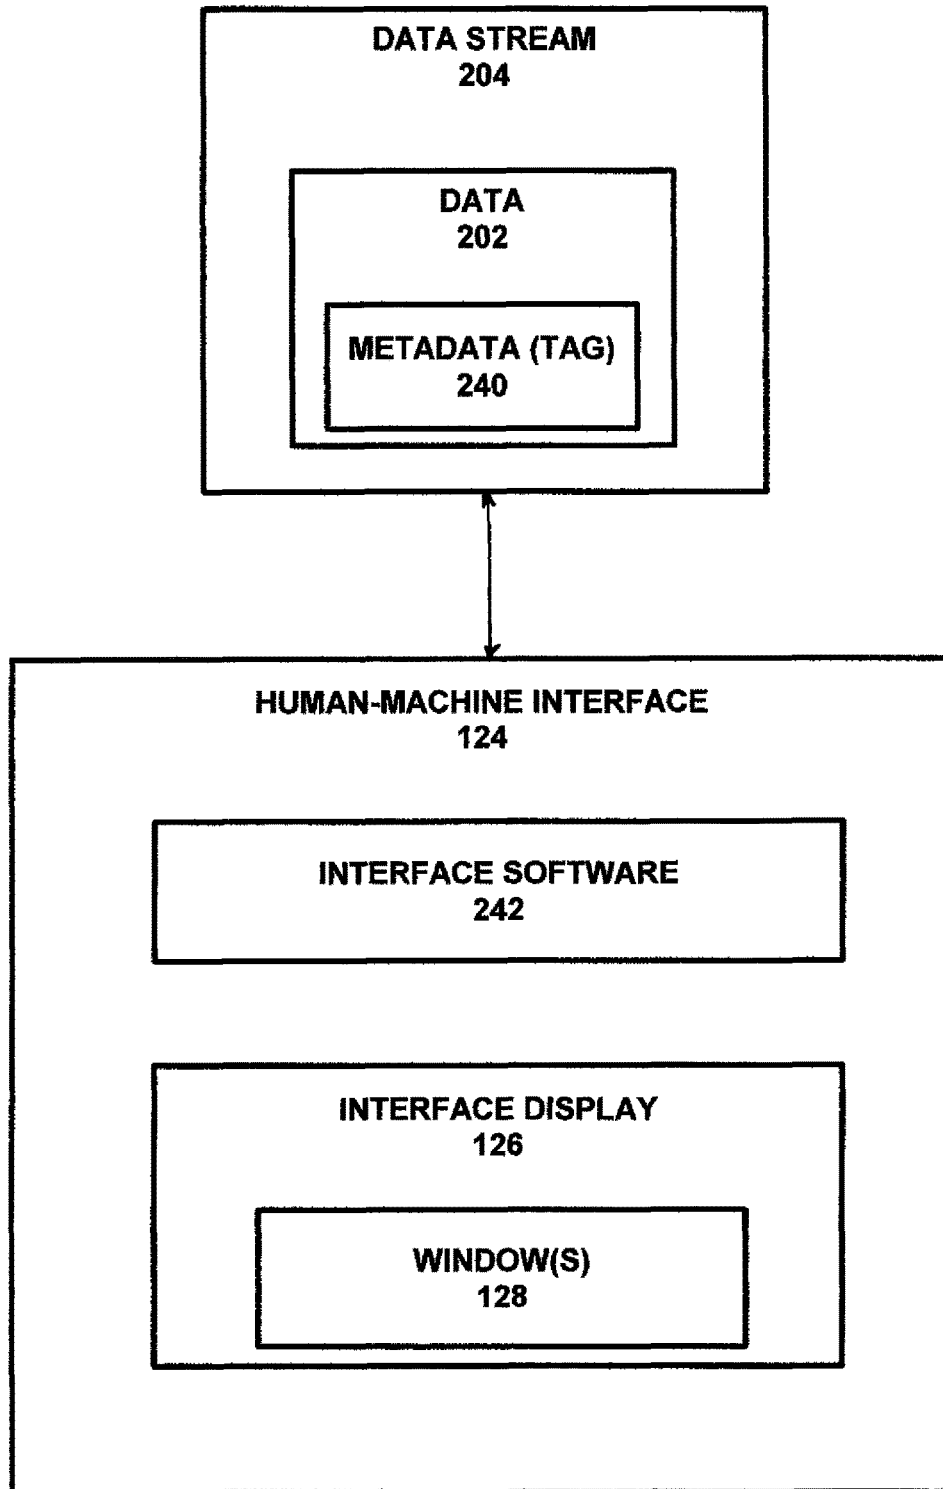 DATA STREAM
204
DATA
202
METADATA (TAG)
240
HUMAN-MACHINE INTERFACE
124
INTERFACE SOFTWARE
242
INTERFACE DISPLAY
126
WINDOW(S)
128